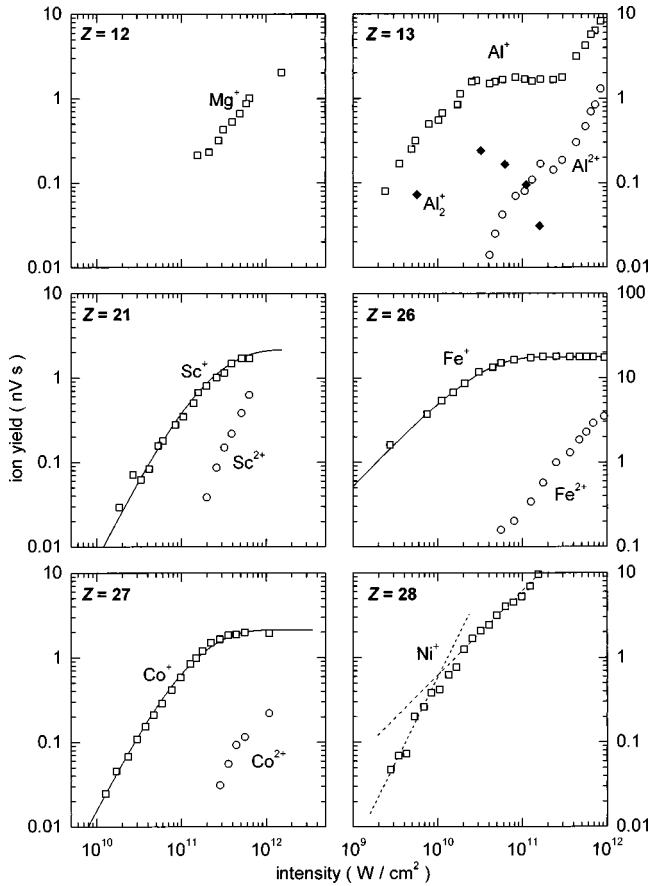 Z = 12
Mg⁺
10
1
0.1
0.01
Z = 13
Al⁺
Al₂⁺
Al²⁺
Z = 21
Sc⁺
Sc²⁺
10
1
0.1
0.01
Z = 26
Fe⁺
Fe²⁺
100
10
1
0.1
ion yield ( nV s )
Z = 27
Co⁺
Co²⁺
Z = 28
Ni⁺
10
1
0.1
0.01
10
1
0.1
0.01
10
1
0.1
0.01
10¹⁰
10¹¹
10¹²
10⁹
10¹⁰
10¹¹
10¹²
intensity ( W / cm² )